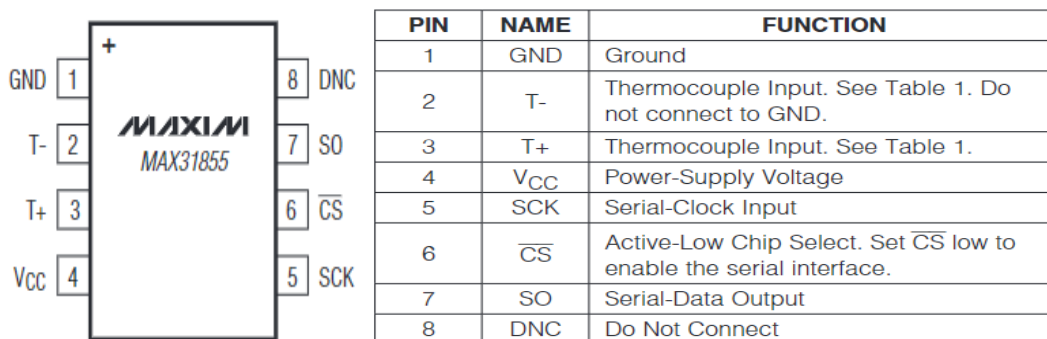 +
GND 1
8 DNC
T- 2
MAXIM
7 SO
MAX31855
T+ 3
6 C̅S̅
VCC 4
5 SCK
PIN NAME FUNCTION
1 GND Ground
2 T- Thermocouple Input. See Table 1. Do
not connect to GND.
3 T+ Thermocouple Input. See Table 1.
4 VCC Power-Supply Voltage
5 SCK Serial-Clock Input
6 C̅S̅ Active-Low Chip Select. Set C̅S̅ low to
enable the serial interface.
7 SO Serial-Data Output
8 DNC Do Not Connect